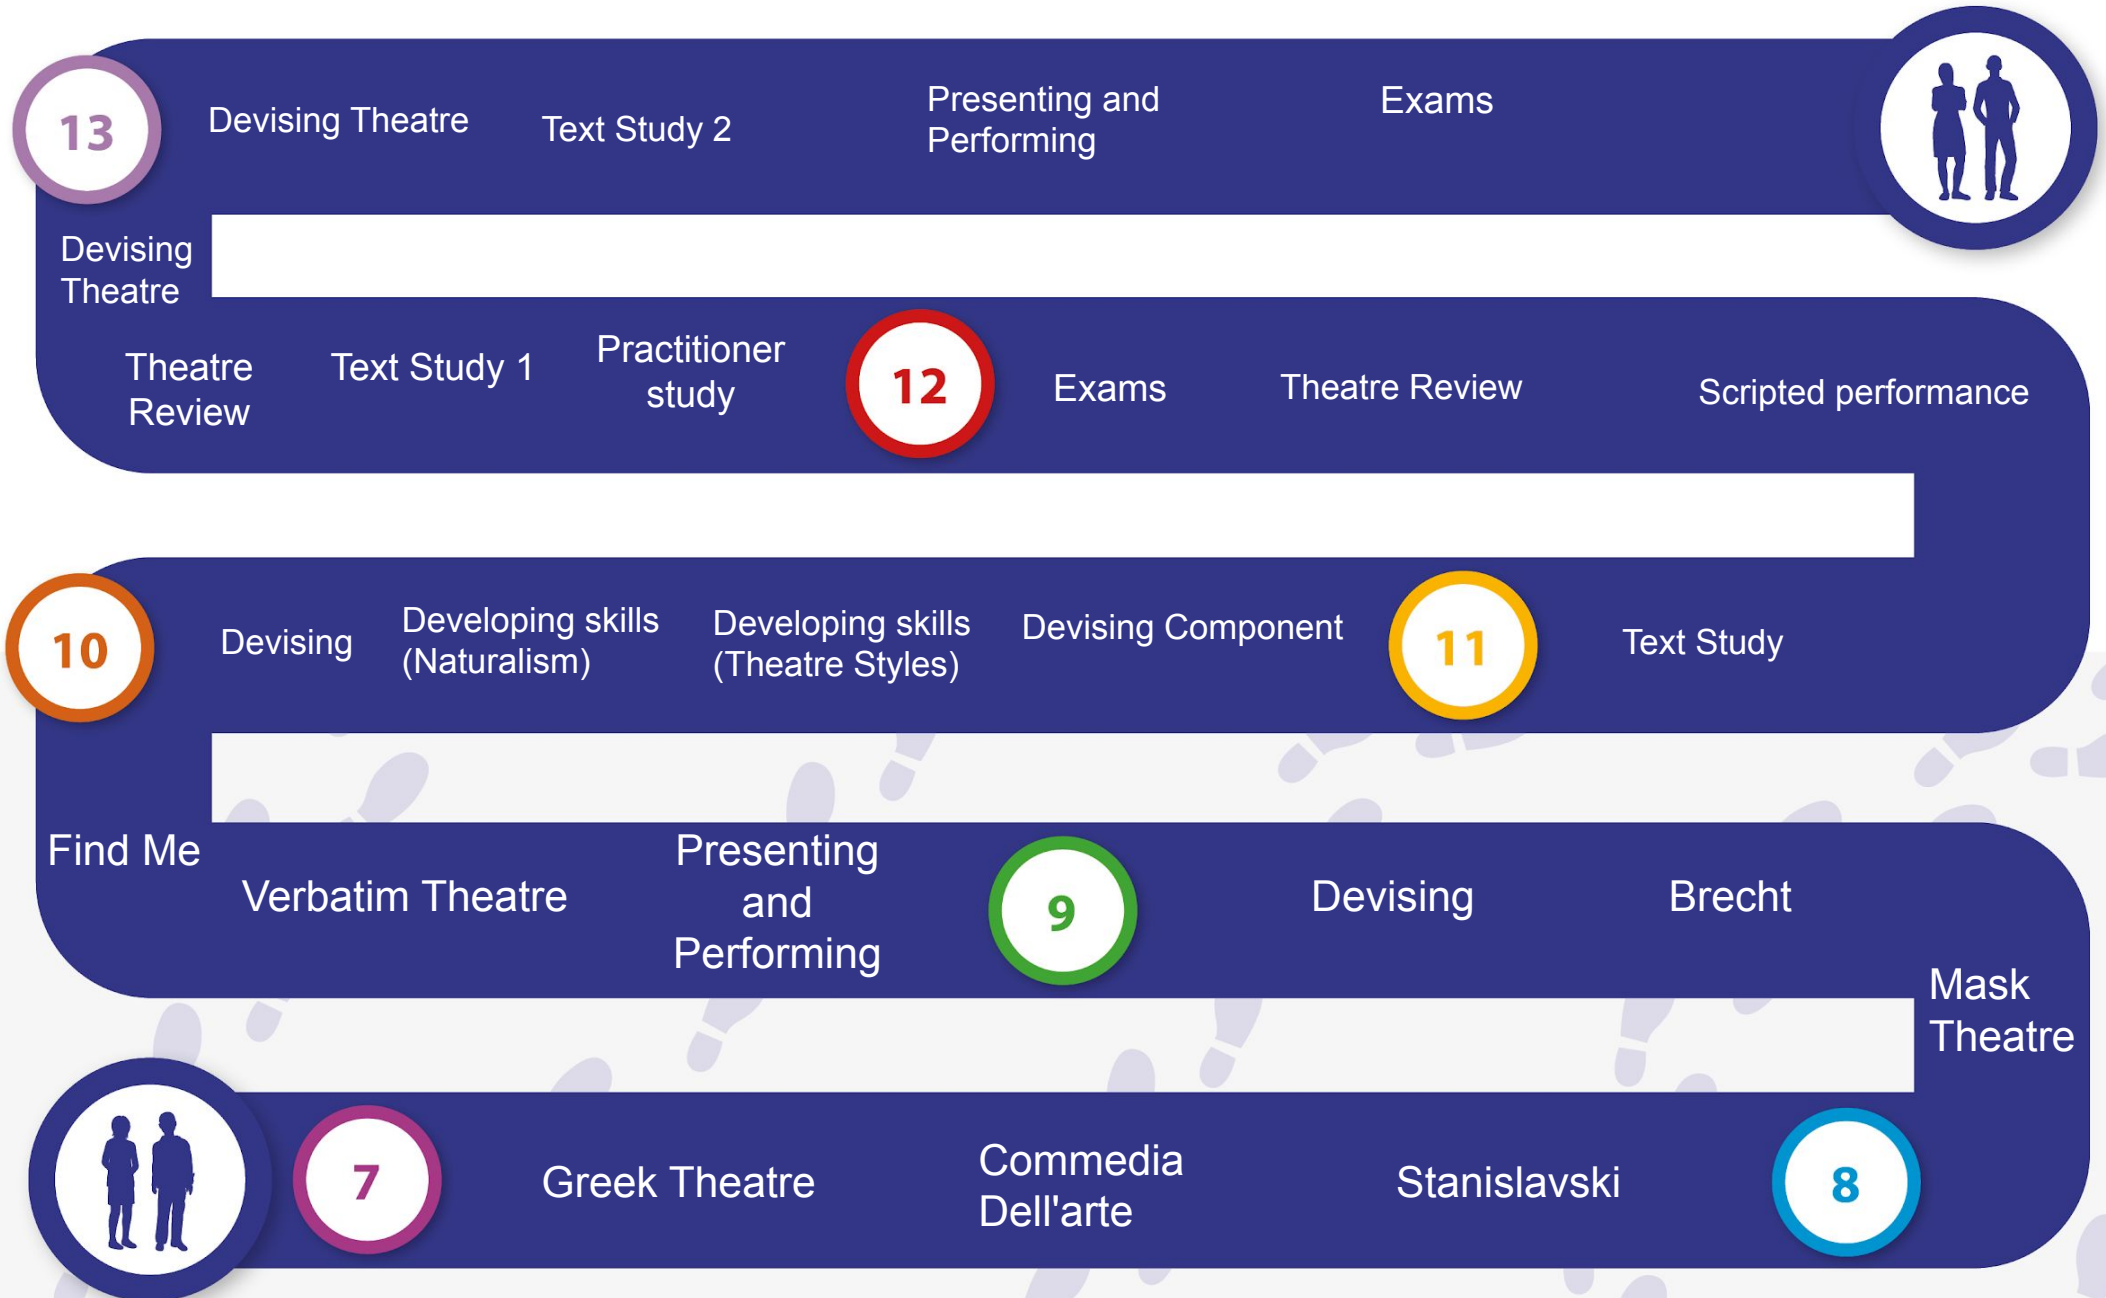 13
Devising Theatre
Text Study 2
Presenting and
Performing
Exams
Devising
Theatre
Theatre
Review
Text Study 1
Practitioner
study
12
Exams
Theatre Review
Scripted performance
10
Devising
Developing skills
(Naturalism)
Developing skills
(Theatre Styles)
Devising Component
11
Text Study
Find Me
Verbatim Theatre
Presenting
and
Performing
9
Devising
Brecht
Mask
Theatre
7
Greek Theatre
Commedia
Dell'arte
Stanislavski
8